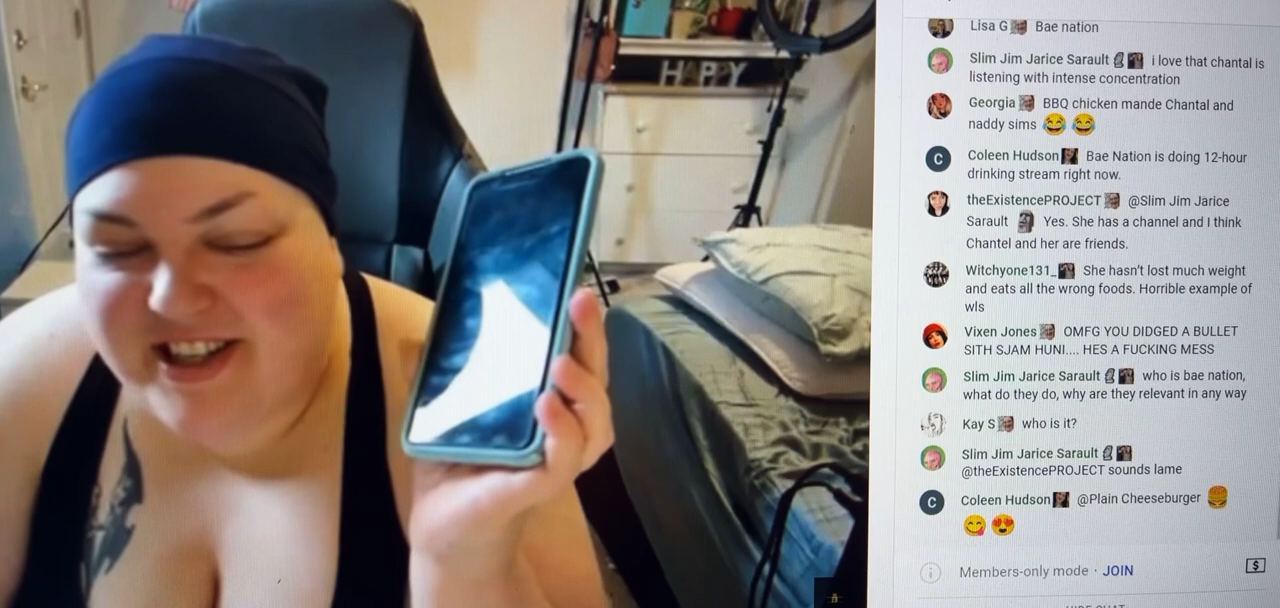 H PY
Lisa G Bae nation
Slim Jim Jarice Sarault i love that chantal is
listening with intense concentration
Georgia BBQ chicken mande Chantal and
naddy sims 😂 😂
C Coleen Hudson Bae Nation is doing 12-hour
drinking stream right now.
theExistencePROJECT @Slim Jim Jarice
Sarault Yes. She has a channel and I think
Chantel and her are friends.
Witchyone131_ She hasn't lost much weight
and eats all the wrong foods. Horrible example of
wls
Vixen Jones OMFG YOU DIDGED A BULLET
SITH SJAM HUNI.... HES A FUCKING MESS
Slim Jim Jarice Sarault who is bae nation,
what do they do, why are they relevant in any way
Kay S who is it?
Slim Jim Jarice Sarault
@theExistencePROJECT sounds lame
C Coleen Hudson @Plain Cheeseburger 🍔
😋 😍
Members-only mode · JOIN
$